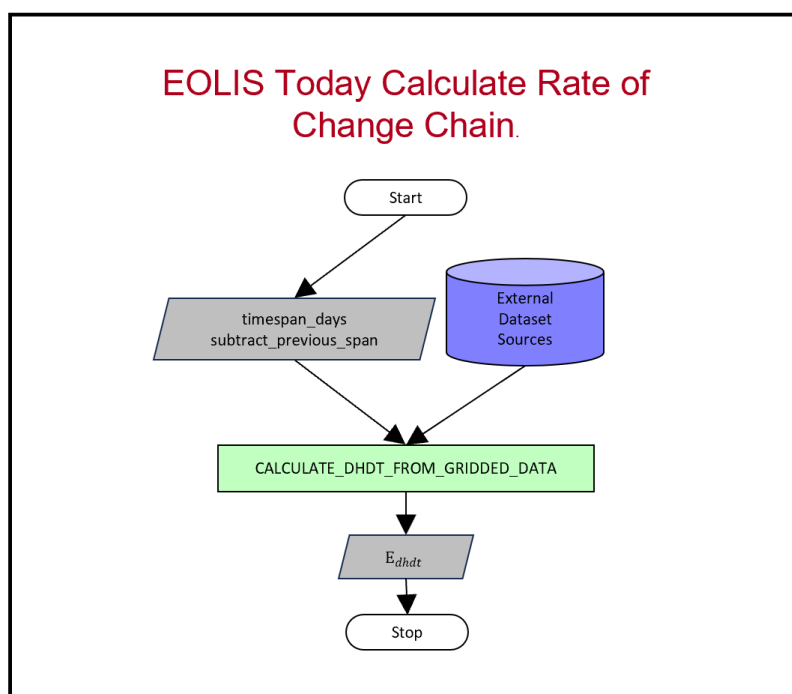 EOLIS Today Calculate Rate of
Change Chain.
Start
timespan_days
subtract_previous_span
External
Dataset
Sources
CALCULATE_DHDT_FROM_GRIDDED_DATA
E_dhdt
Stop